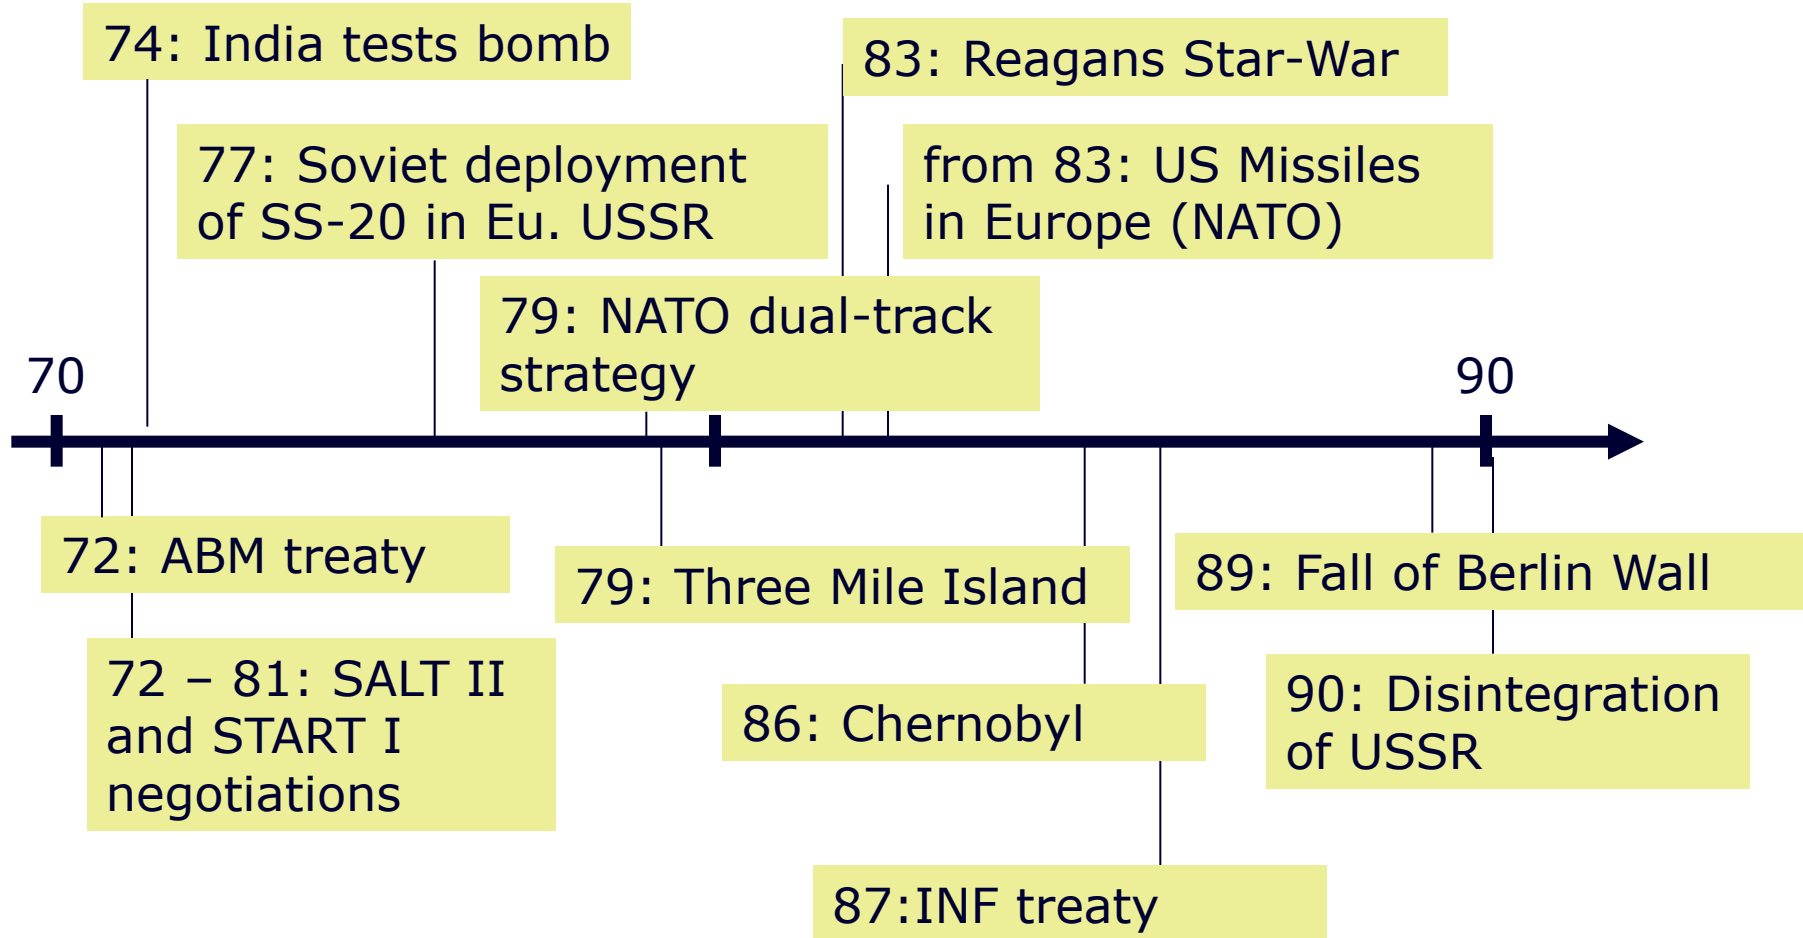 74: India tests bomb
83: Reagans Star-War
77: Soviet deployment
of SS-20 in Eu. USSR
from 83: US Missiles
in Europe (NATO)
79: NATO dual-track
strategy
70
90
72: ABM treaty
79: Three Mile Island
89: Fall of Berlin Wall
72 – 81: SALT II
and START I
negotiations
86: Chernobyl
90: Disintegration
of USSR
87:INF treaty